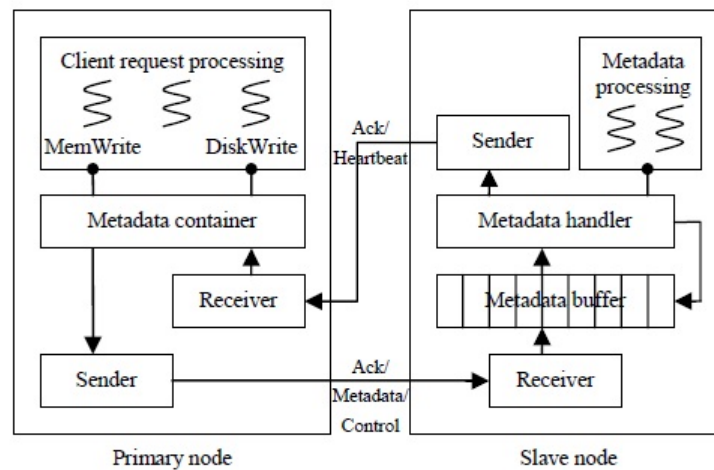 Client request processing
MemWrite
DiskWrite
Metadata container
Receiver
Sender
Primary node
Ack/
Heartbeat
Ack/
Metadata/
Control
Sender
Metadata
processing
Metadata handler
Metadata buffer
Receiver
Slave node